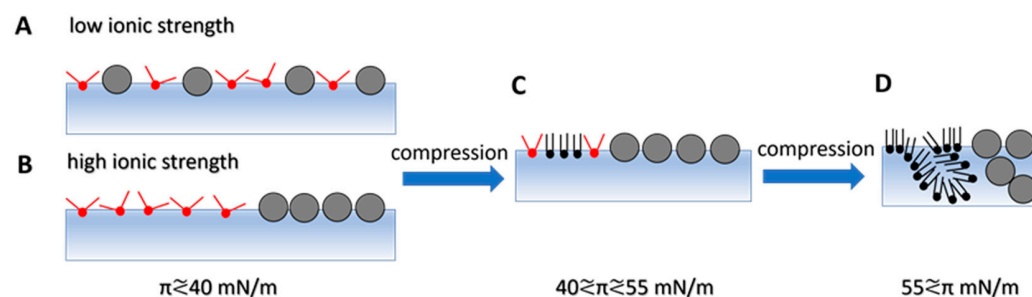 A low ionic strength
B high ionic strength
compression
C
compression
D
π≲40 mN/m
40≲π≲55 mN/m
55≲π mN/m